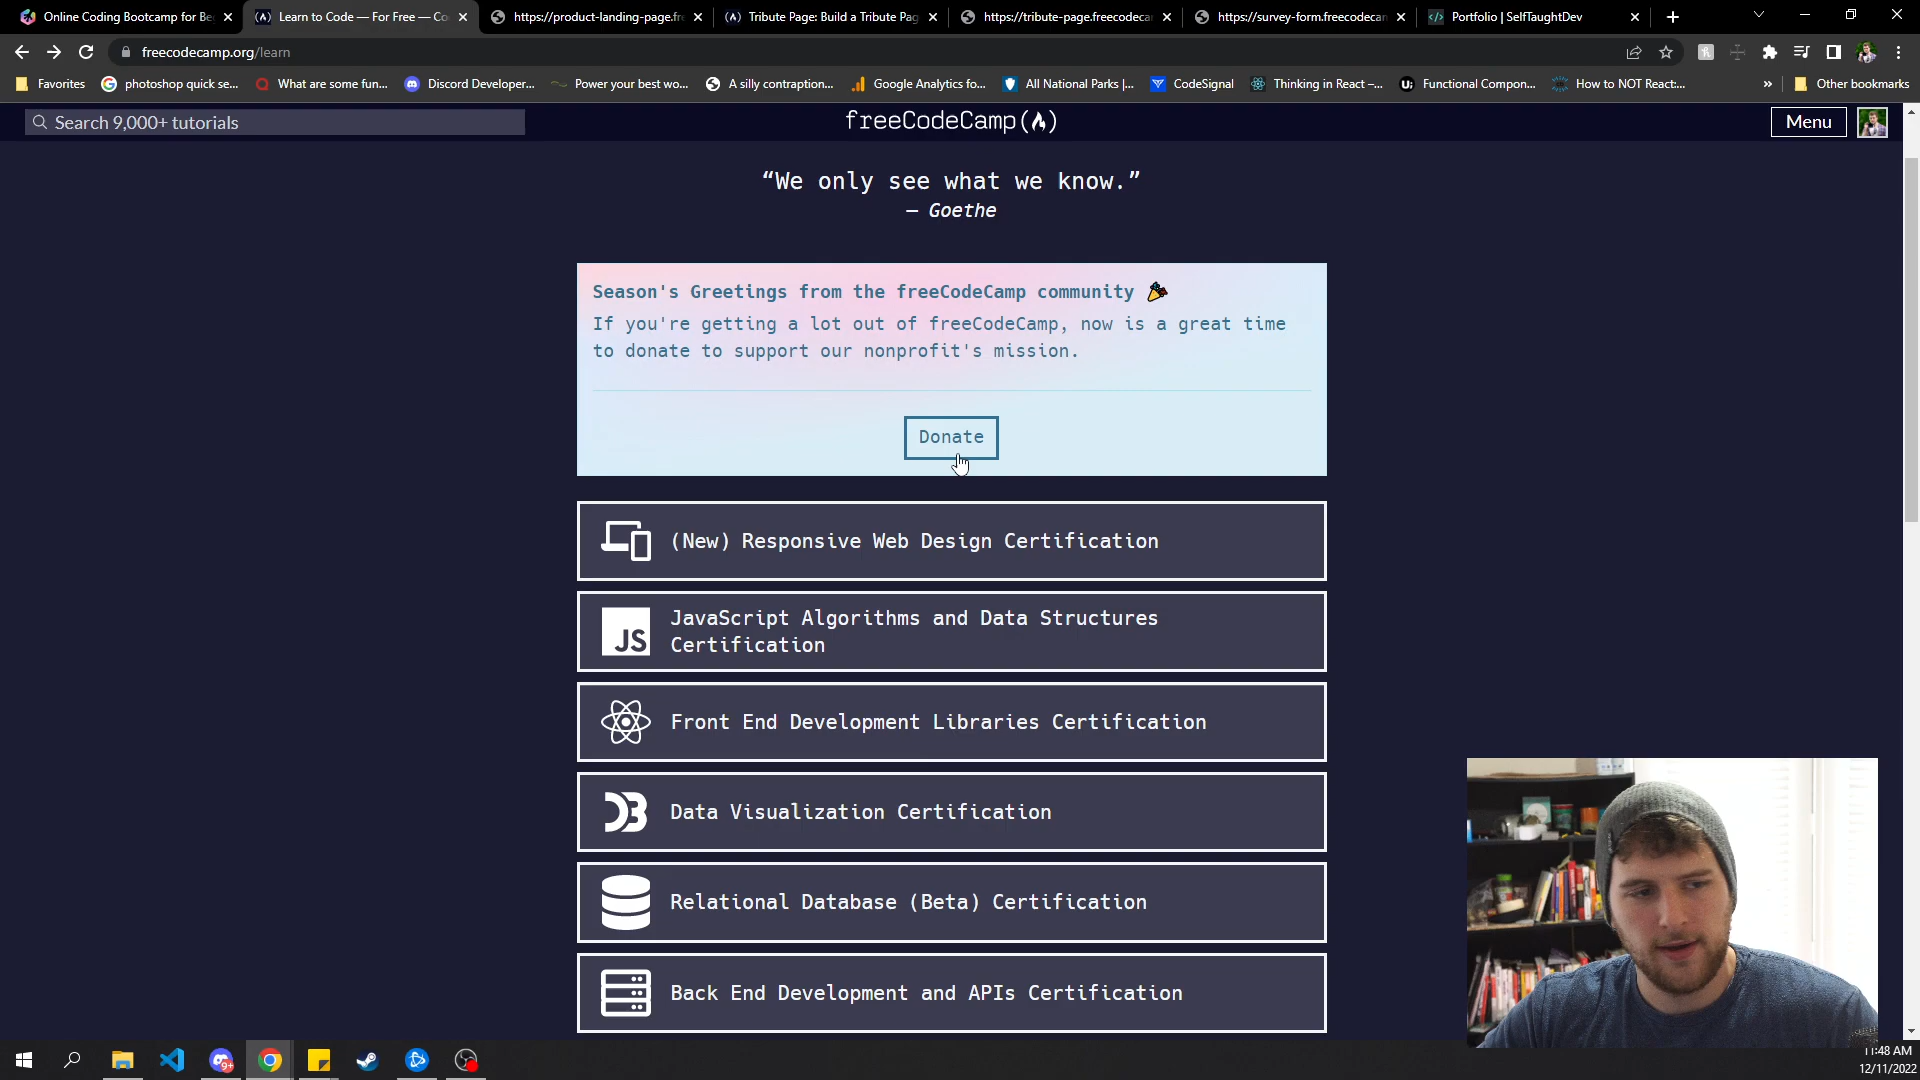 Online Coding Bootcamp for Be
Learn to Code — For Free — Co
https://product-landing-page.fr
Tribute Page: Build a Tribute Pag
https://tribute-page.freecodeca
https://survey-form.freecodecan
Portfolio | SelfTaughtDev
freecodecamp.org/learn
Favorites
photoshop quick se...
What are some fun...
Discord Developer...
Power your best wo...
A silly contraption...
Google Analytics fo...
All National Parks |...
CodeSignal
Thinking in React –...
Functional Compon...
How to NOT React:...
»
Other bookmarks
Search 9,000+ tutorials
freeCodeCamp
Menu
“We only see what we know.”
— Goethe
Season's Greetings from the freeCodeCamp community
If you're getting a lot out of freeCodeCamp, now is a great time
to donate to support our nonprofit's mission.
Donate
(New) Responsive Web Design Certification
JS
JavaScript Algorithms and Data Structures
Certification
Front End Development Libraries Certification
Data Visualization Certification
Relational Database (Beta) Certification
Back End Development and APIs Certification
9+
11:48 AM
12/11/2022